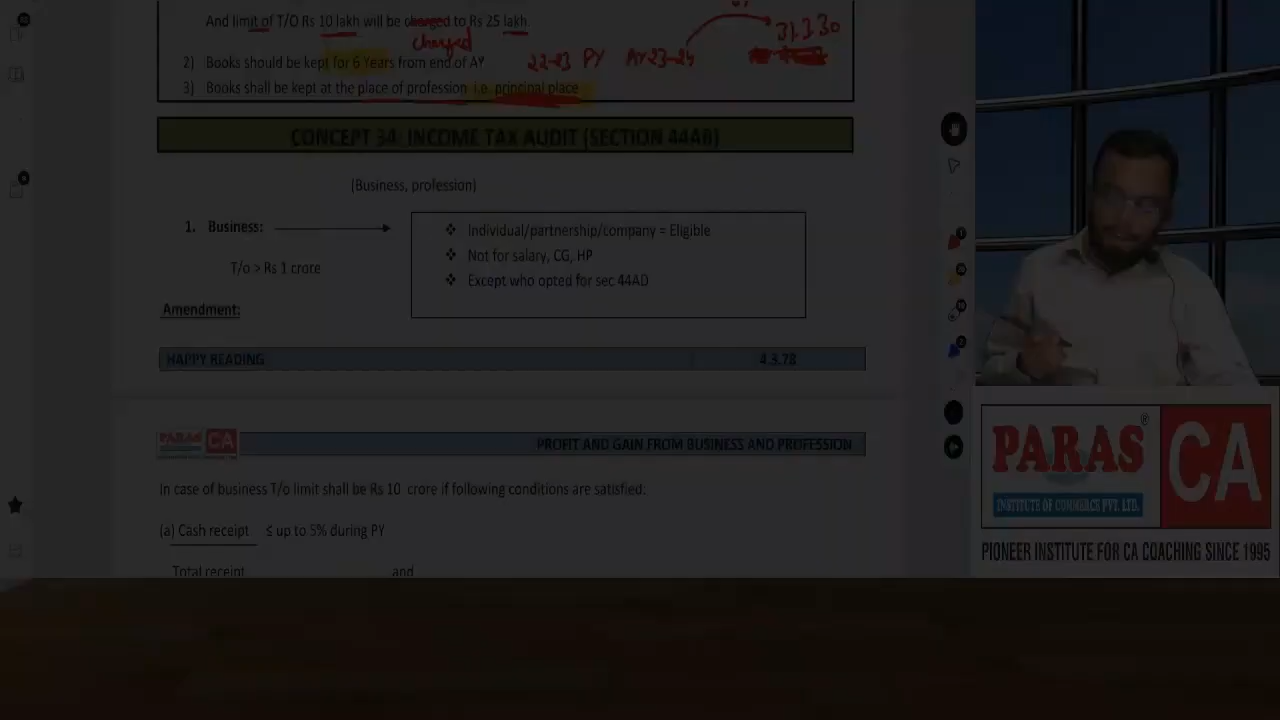 And limit of T/O Rs 10 lakh will be charged to Rs 25 lakh.
charged
31.3.30
2) Books should be kept for 6 Years from end of AY
22-23 PY AY 23-24
3) Books shall be kept at the place of profession i.e. principal place
CONCEPT 34: INCOME TAX AUDIT (SECTION 44AB)
(Business, profession)
1. Business:
T/o > Rs 1 crore
Individual/partnership/company = Eligible
Not for salary, CG, HP
Except who opted for sec 44AD
Amendment:
HAPPY READING 4.3.78
PARAS CA
PROFIT AND GAIN FROM BUSINESS AND PROFESSION
In case of business T/o limit shall be Rs 10 crore if following conditions are satisfied:
(a) Cash receipt ≤ up to 5% during PY
Total receipt and
PARAS ® CA
INSTITUTE OF COMMERCE PVT. LTD.
PIONEER INSTITUTE FOR CA COACHING SINCE 1995